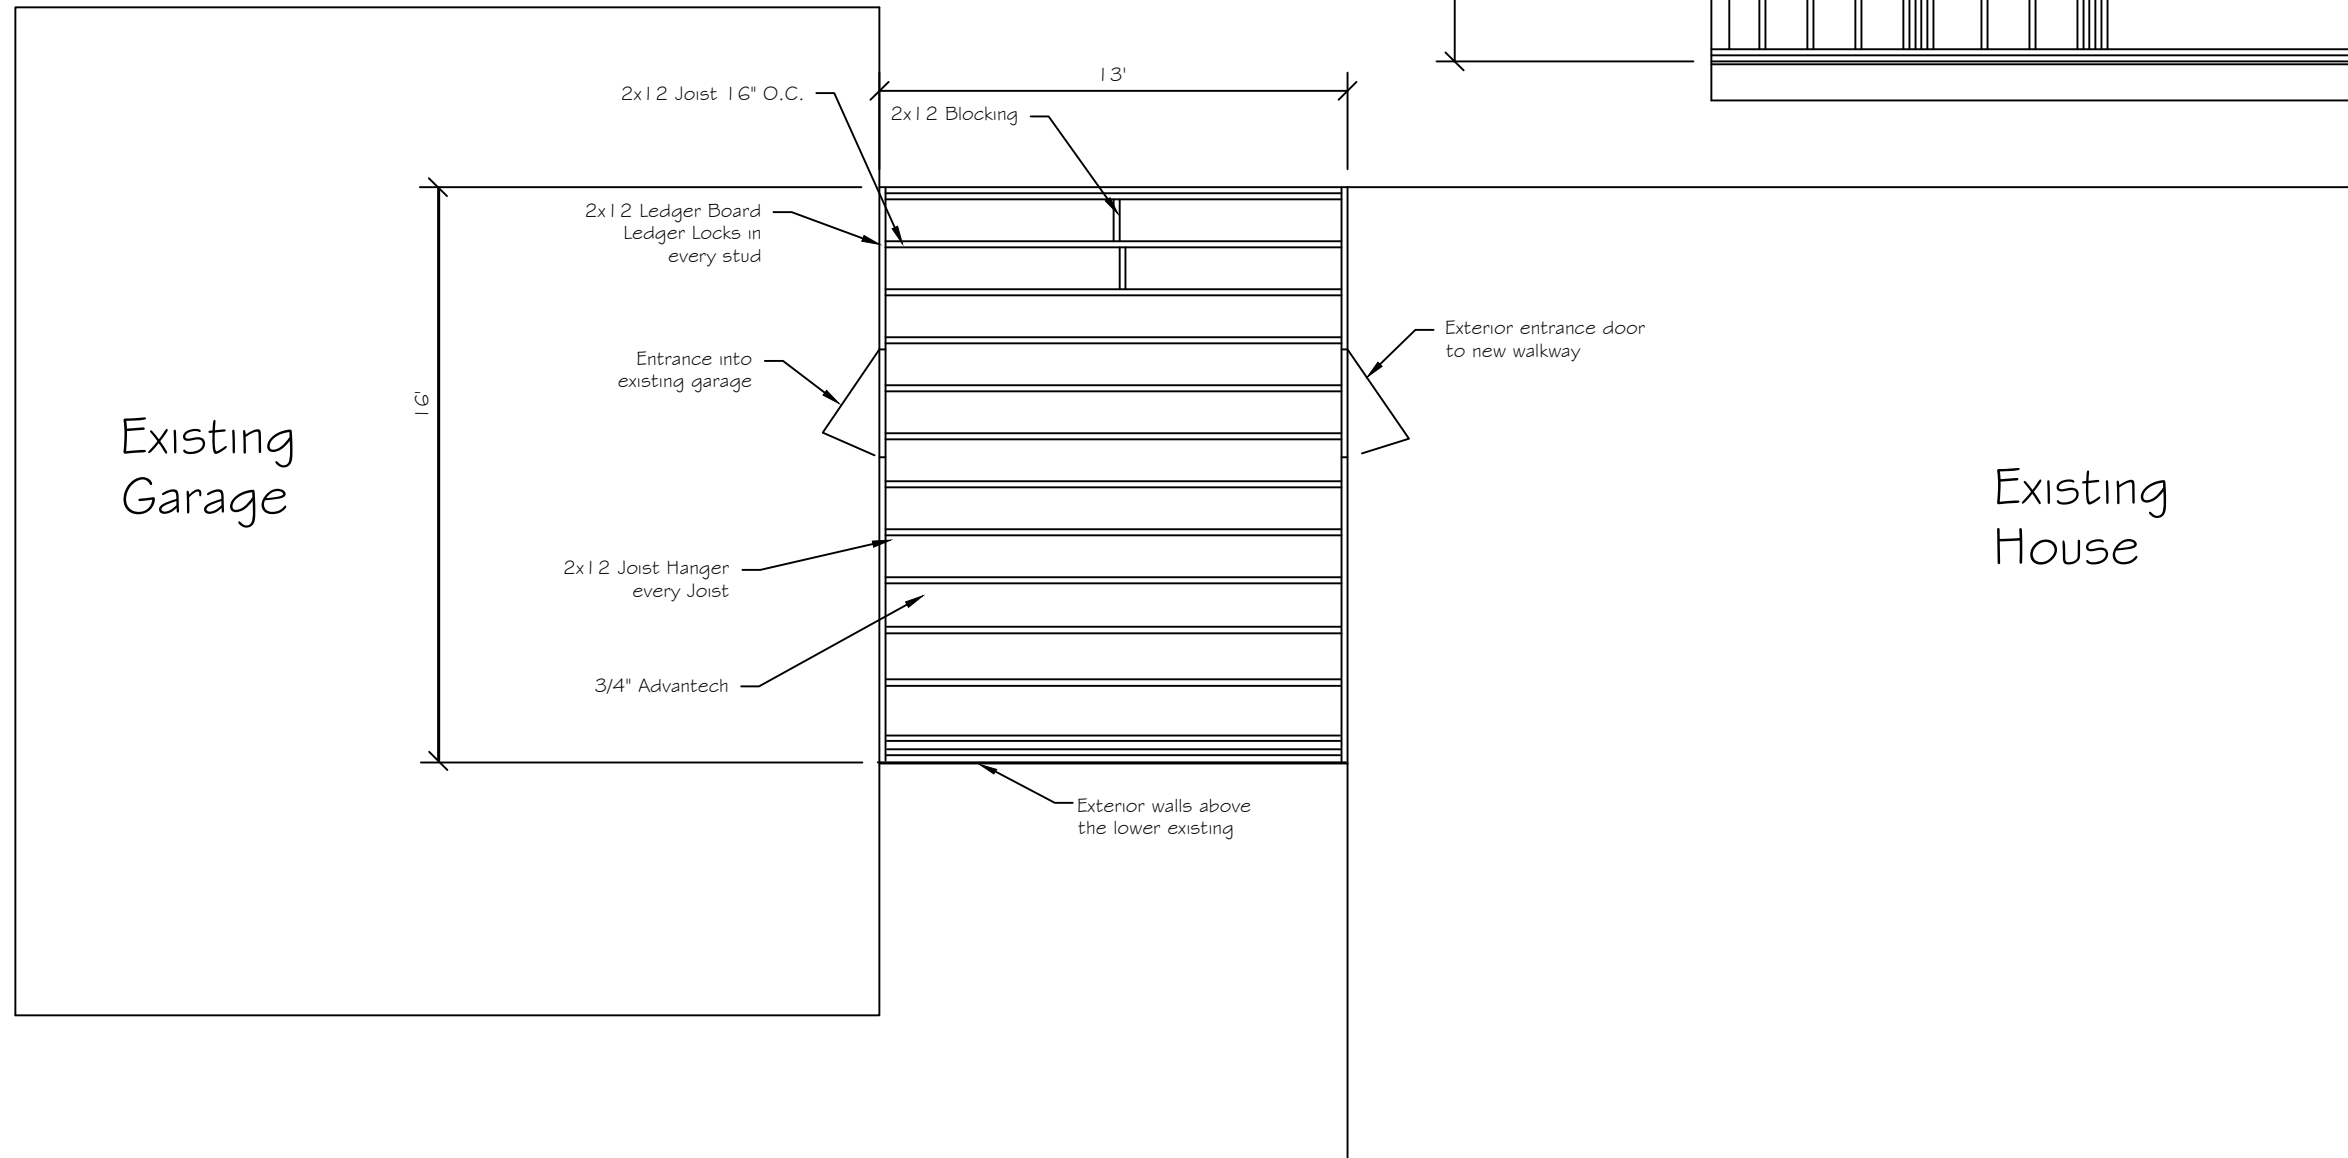 13'
2x12 Joist 16" O.C.
2x12 Blocking
2x12 Ledger Board
Ledger Locks in
every stud
Exterior entrance door
to new walkway
Entrance into
existing garage
16'
Existing
Garage
Existing
House
2x12 Joist Hanger
every Joist
3/4" Advantech
Exterior walls above
the lower existing